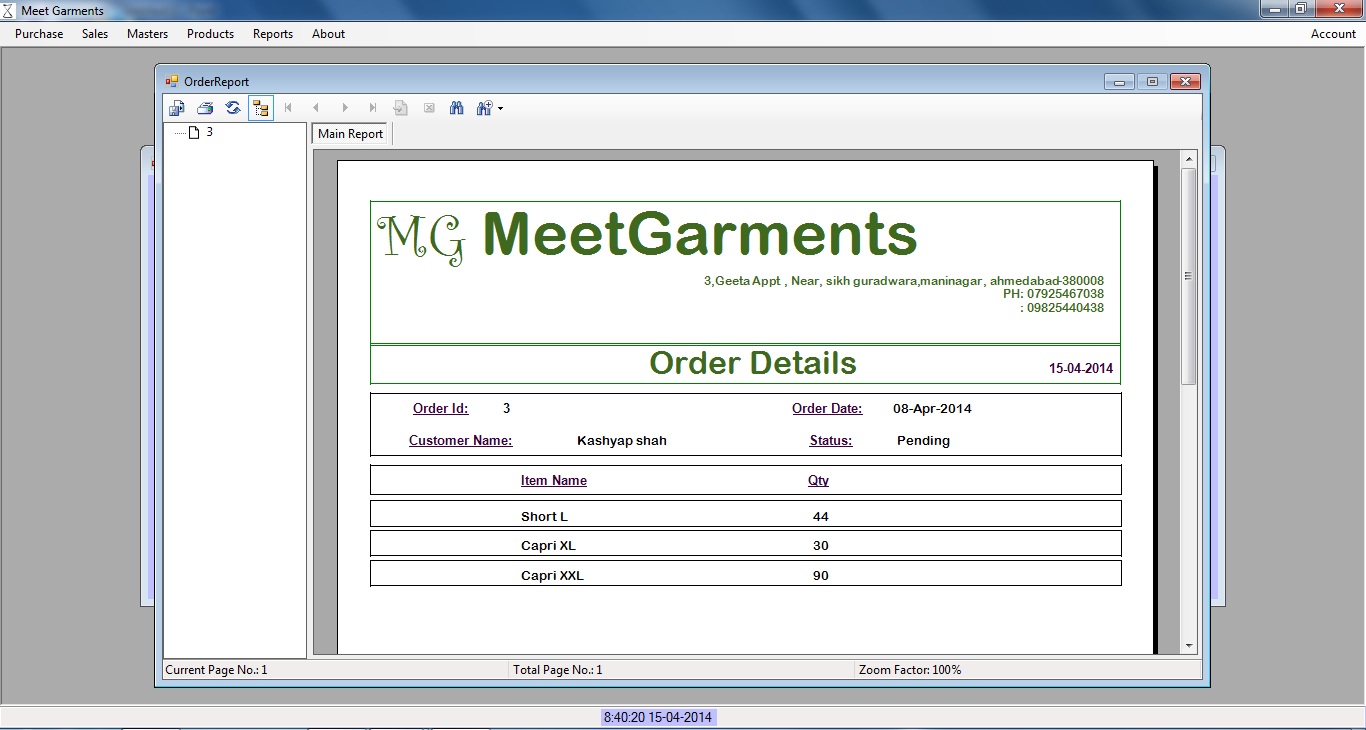 Meet Garments
Purchase Sales Masters Products Reports About Account
OrderReport
3
Main Report
MG MeetGarments
3,Geeta Appt , Near, sikh guradwara,maninagar, ahmedabad-380008
PH: 07925467038
: 09825440438
Order Details 15-04-2014
Order Id: 3 Order Date: 08-Apr-2014
Customer Name: Kashyap shah Status: Pending
Item Name Qty
Short L 44
Capri XL 30
Capri XXL 90
Current Page No.: 1 Total Page No.: 1 Zoom Factor: 100%
8:40:20 15-04-2014